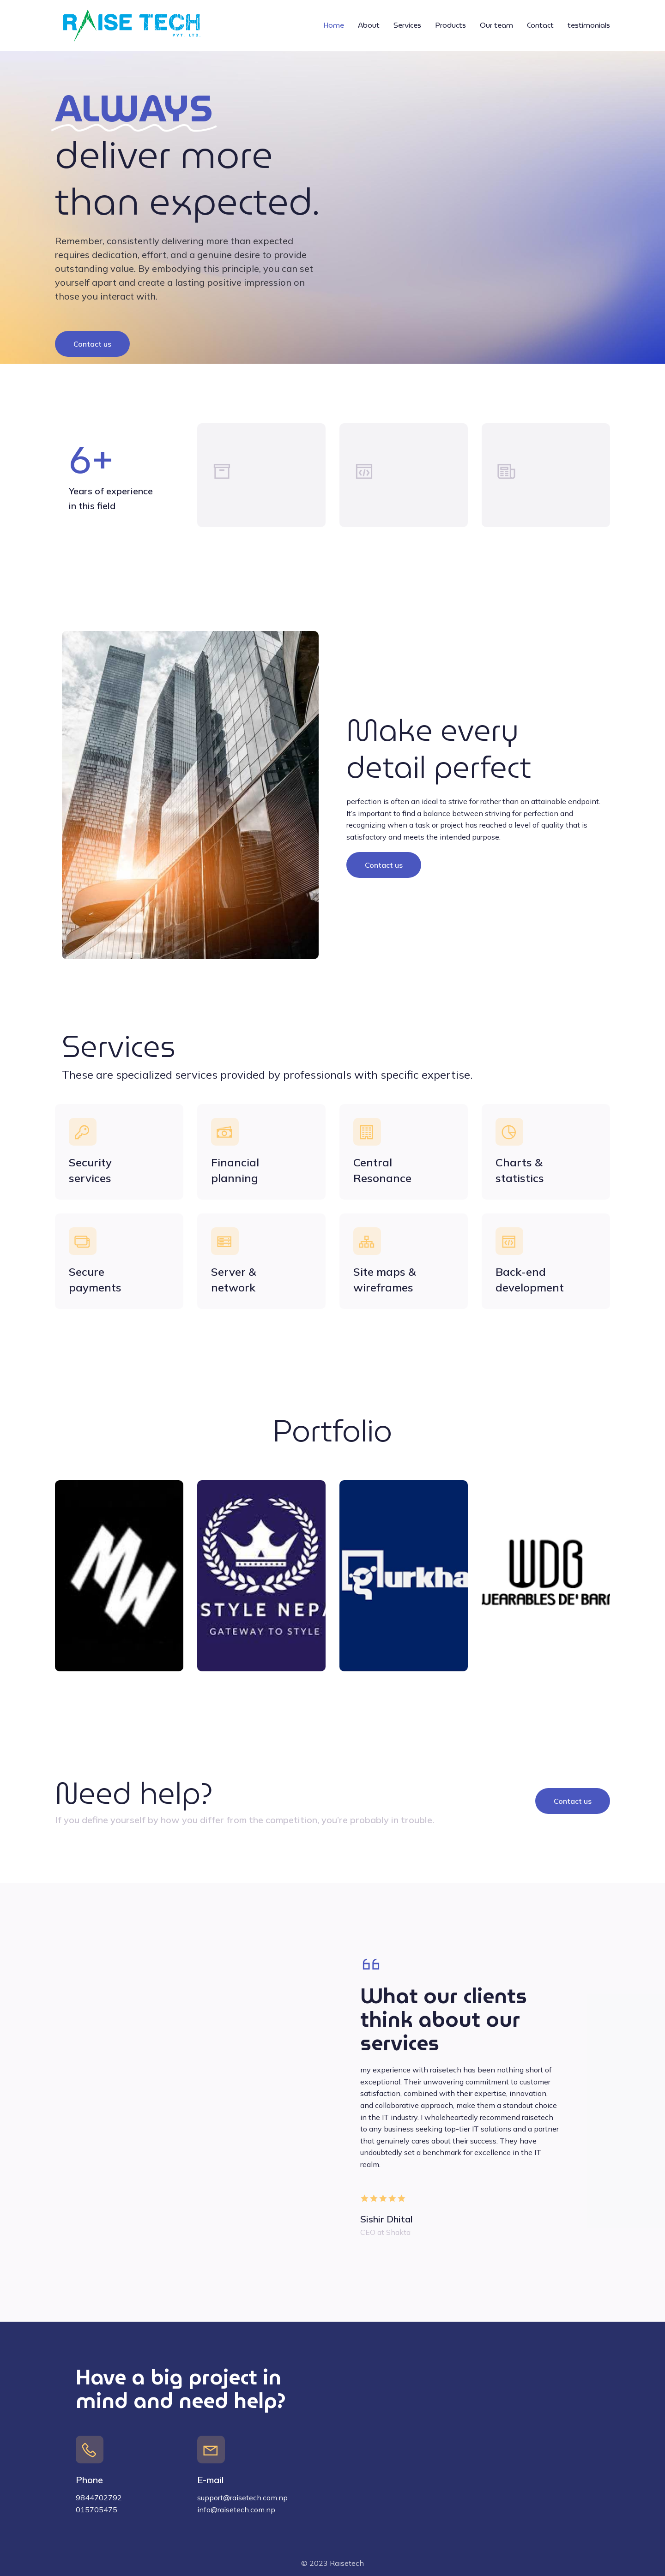 RAISE TECH
PVT LTD
Home About Services Products Our team Contact testimonials
ALWAYS
deliver more
than expected.
Remember, consistently delivering more than expected
requires dedication, effort, and a genuine desire to provide
outstanding value. By embodying this principle, you can set
yourself apart and create a lasting positive impression on
those you interact with.
Contact us
6+
Years of experience
in this field
Make every
detail perfect
perfection is often an ideal to strive for rather than an attainable endpoint.
It's important to find a balance between striving for perfection and
recognizing when a task or project has reached a level of quality that is
satisfactory and meets the intended purpose.
Contact us
Services
These are specialized services provided by professionals with specific expertise.
Security
services
Financial
planning
Central
Resonance
Charts &
statistics
Secure
payments
Server &
network
Site maps &
wireframes
Back-end
development
Portfolio
MW
STYLE NEPA
GATEWAY TO STYLE
gurkha
WDB
WEARABLES DE' BARC
Need help?
If you define yourself by how you differ from the competition, you're probably in trouble.
Contact us
What our clients
think about our
services
my experience with raisetech has been nothing short of
exceptional. Their unwavering commitment to customer
satisfaction, combined with their expertise, innovation,
and collaborative approach, make them a standout choice
in the IT industry. I wholeheartedly recommend raisetech
to any business seeking top-tier IT solutions and a partner
that genuinely cares about their success. They have
undoubtedly set a benchmark for excellence in the IT
realm.
Sishir Dhital
CEO at Shakta
Have a big project in
mind and need help?
Phone
9844702792
015705475
E-mail
support@raisetech.com.np
info@raisetech.com.np
© 2023 Raisetech